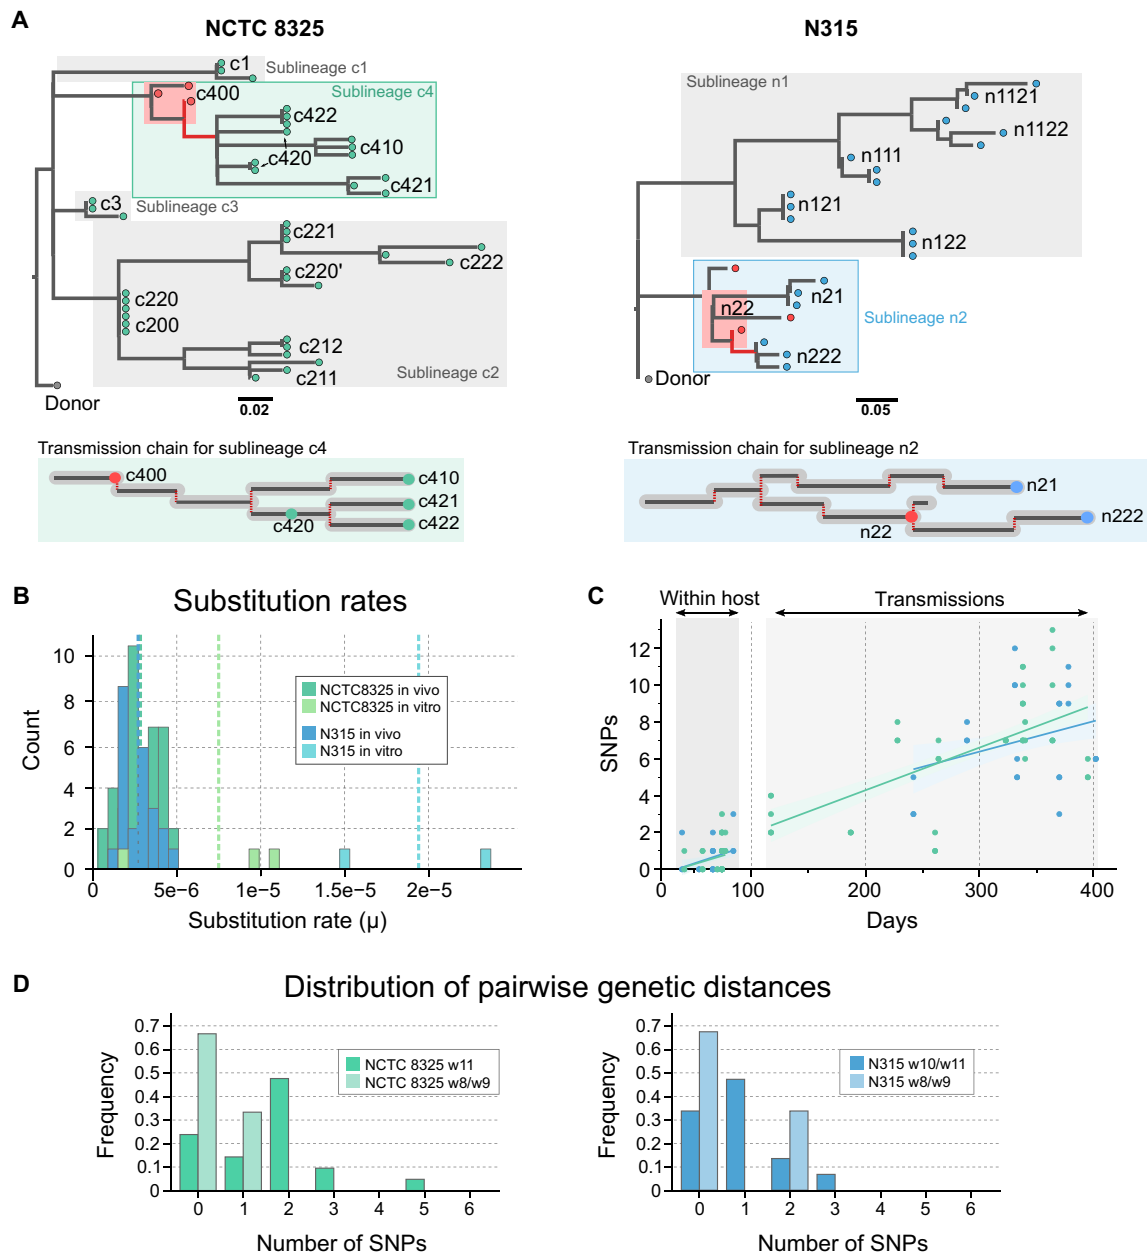 A
NCTC 8325
N315
c1
Sublineage c1
c400
Sublineage c4
c422
c410
c420
c421
c3
Sublineage c3
c221
c222
c220'
c220
c200
c212
c211
Sublineage c2
Donor
0.02
Sublineage n1
n1121
n1122
n111
n121
n122
n21
n22
Sublineage n2
n222
Donor
0.05
Transmission chain for sublineage c4
c400
c410
c421
c420
c422
Transmission chain for sublineage n2
n21
n22
n222
B
Substitution rates
10
8
6
4
2
0
Count
NCTC8325 in vivo
NCTC8325 in vitro
N315 in vivo
N315 in vitro
0
5e−6
1e−5
1.5e−5
2e−5
Substitution rate (μ)
C
Within host
Transmissions
12
10
8
6
4
2
0
SNPs
0
100
200
300
400
Days
D
Distribution of pairwise genetic distances
0.7
0.6
0.5
0.4
0.3
0.2
0.1
0
Frequency
NCTC 8325 w11
NCTC 8325 w8/w9
0 1 2 3 4 5 6
Number of SNPs
0.7
0.6
0.5
0.4
0.3
0.2
0.1
0
Frequency
N315 w10/w11
N315 w8/w9
0 1 2 3 4 5 6
Number of SNPs